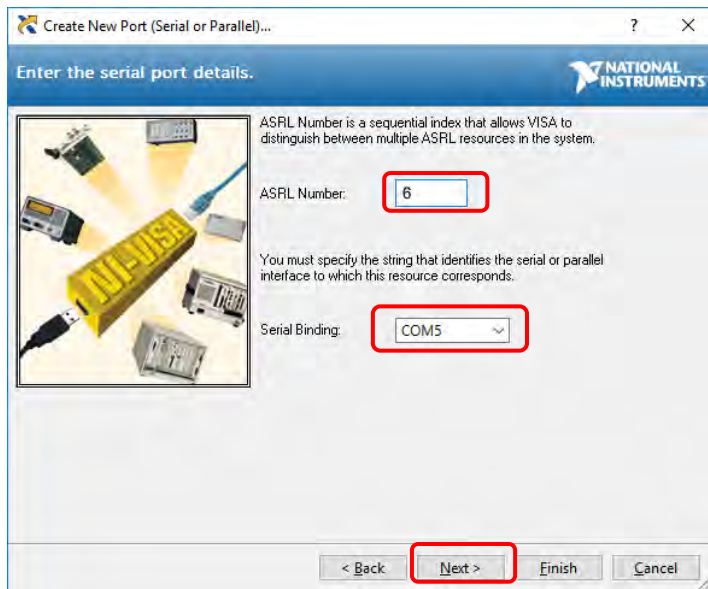 Create New Port (Serial or Parallel)...
?
Enter the serial port details.
NATIONAL
INSTRUMENTS
ASRL Number is a sequential index that allows VISA to
distinguish between multiple ASRL resources in the system.
ASRL Number:
6
NI-VISA
You must specify the string that identifies the serial or parallel
interface to which this resource corresponds.
Serial Binding:
COM5
< Back
Next >
Finish
Cancel